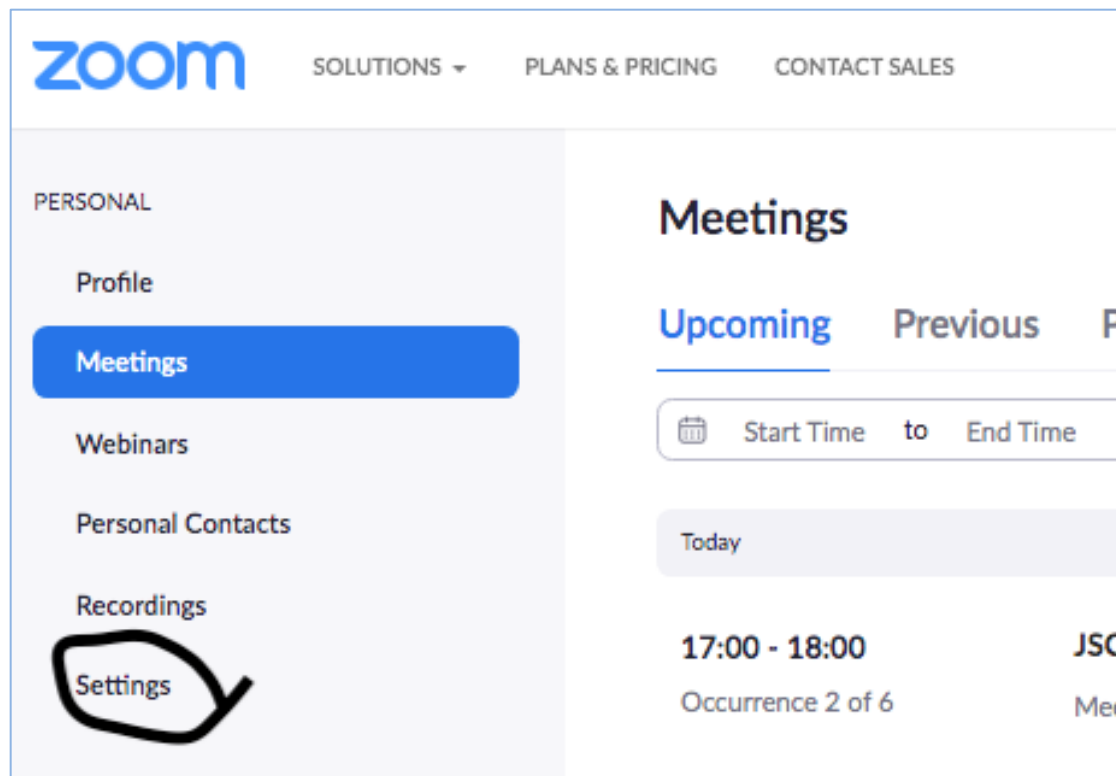 zoom SOLUTIONS PLANS & PRICING CONTACT SALES
PERSONAL
Profile
Meetings
Webinars
Personal Contacts
Recordings
Settings
Meetings
Upcoming Previous
Start Time to End Time
Today
17:00 - 18:00
Occurrence 2 of 6